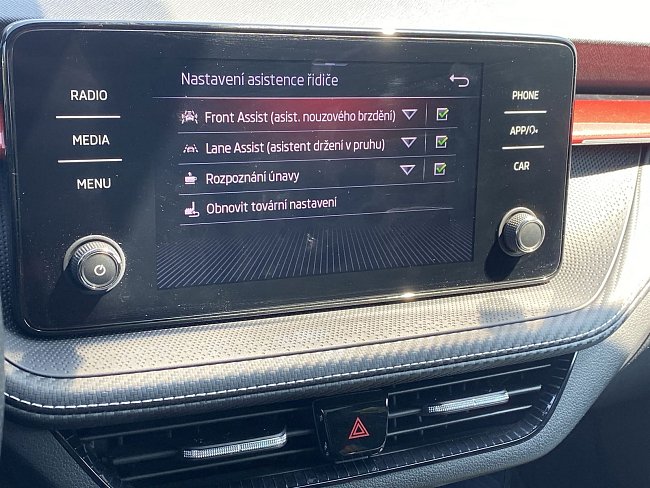 Nastavení asistence řidiče
RADIO
MEDIA
MENU
Front Assist (asist. nouzového brzdění)
Lane Assist (asistent držení v pruhu)
Rozpoznání únavy
Obnovit tovární nastavení
PHONE
APP/
CAR